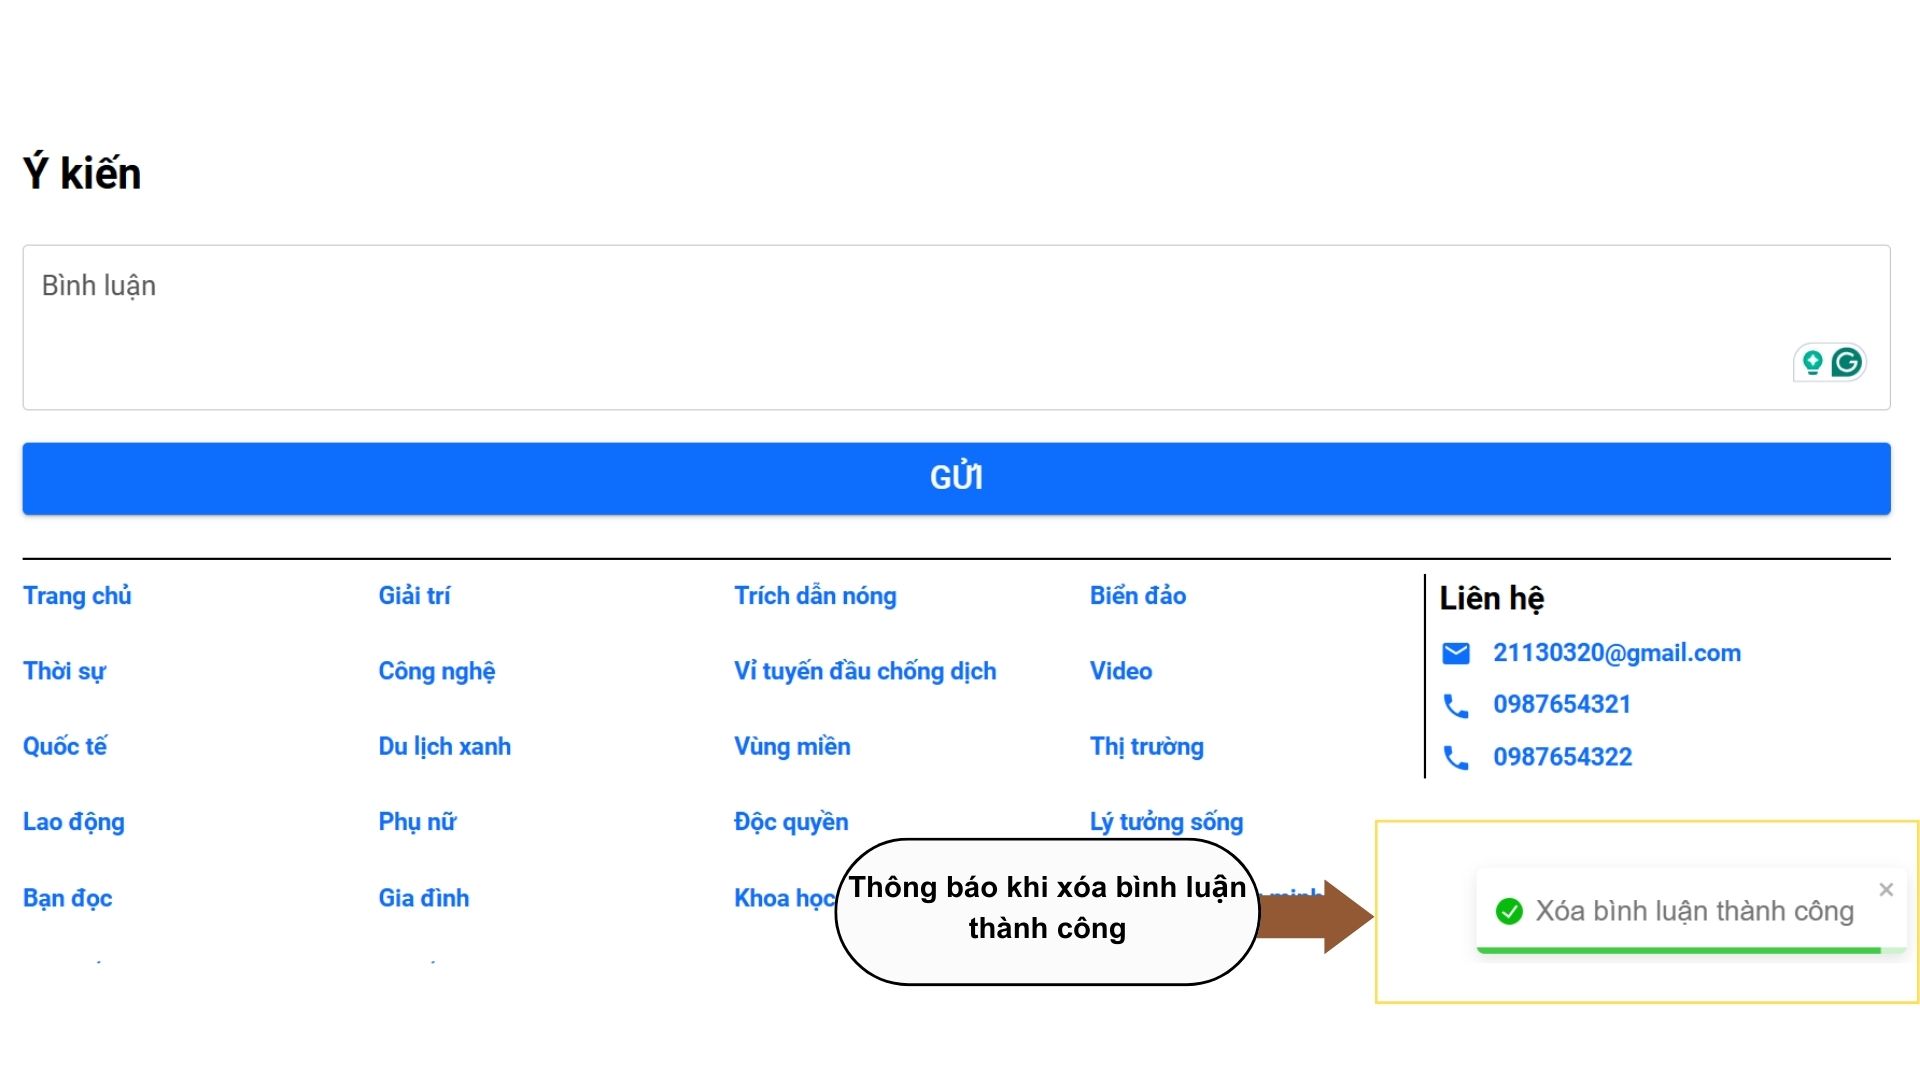 Ý kiến
Bình luận
GỬI
Trang chủ
Giải trí
Trích dẫn nóng
Biển đảo
Thời sự
Công nghệ
Vỉ tuyến đầu chống dịch
Video
Quốc tế
Du lịch xanh
Vùng miền
Thị trường
Lao động
Phụ nữ
Độc quyền
Lý tưởng sống
Bạn đọc
Gia đình
Khoa học
Liên hệ
21130320@gmail.com
0987654321
0987654322
Thông báo khi xóa bình luận
thành công
Xóa bình luận thành công